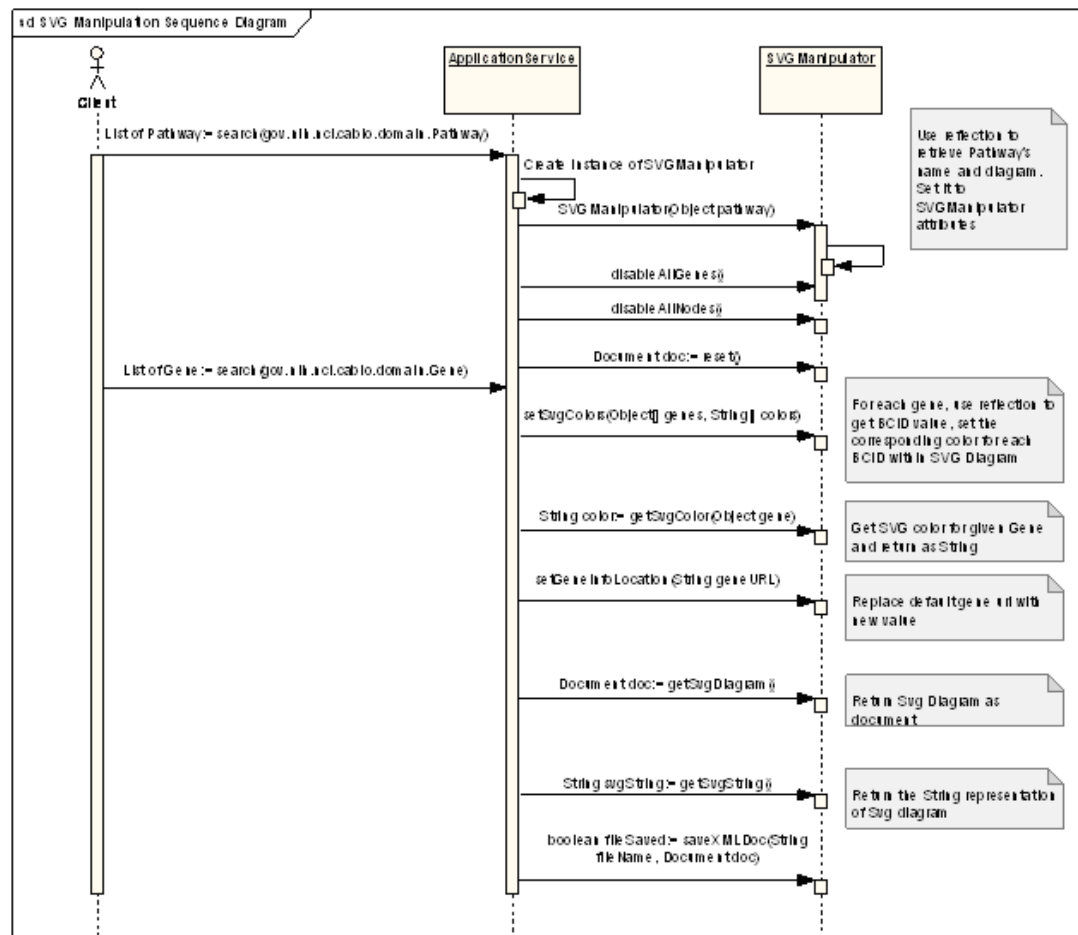 sd SVG Manipulation Sequence Diagram
Client
ApplicationService
SVGManipulator
List of Pathway:= search(gov.nih.nci.cabio.domain.Pathway)
Use reflection to
retrieve Pathway's
name and diagram.
Set it to
SVGManipulator
attributes
Create Instance of SVGManipulator
SVGManipulator(Object pathway)
disableAllGenes()
disableAllNodes()
Document doc:= reset()
List of Gene:= search(gov.nih.nci.cabio.domain.Gene)
setSvgColors(Object[] genes, String[] colors)
For each gene, use reflection to
get BCID value, set the
corresponding color for each
BCID within SVG Diagram
String color:= getSvgColor(Object gene)
Get SVG color for given Gene
and return as String
setGeneInfoLocation(String geneURL)
Replace default gene url with
new value
Document doc:= getSvgDiagram()
Return Svg Diagram as
document
String svgString:= getSvgString()
Return the String representation
of Svg diagram
boolean fileSaved:= saveXMLDoc(String
fileName, Document doc)